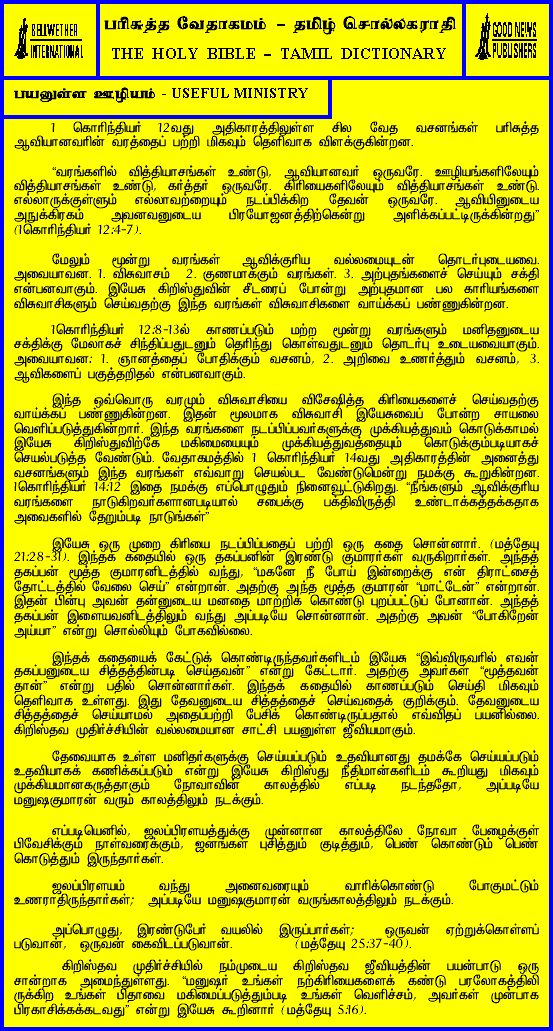 BELLWETHER
INTERNATIONAL
பரிசுத்த வேதாகமம் – தமிழ் சொல்லகராதி
THE HOLY BIBLE – TAMIL DICTIONARY
GOOD NEWS
PUBLISHERS
பயனுள்ள ஊழியம் - USEFUL MINISTRY
1 கொரிந்தியர் 12வது அதிகாரத்திலுள்ள சில வேத வசனங்கள் பரிசுத்த
ஆவியானவரின் வரத்தைப் பற்றி மிகவும் தெளிவாக விளக்குகின்றன.
“வரங்களில் வித்தியாசங்கள் உண்டு, ஆவியானவர் ஒருவரே. ஊழியங்களிலேயும்
வித்தியாசங்கள் உண்டு, கர்த்தர் ஒருவரே. கிரியைகளிலேயும் வித்தியாசங்கள் உண்டு.
எல்லாருக்குள்ளும் எல்லாவற்றையும் நடப்பிக்கிற தேவன் ஒருவரே. ஆவியினுடைய
அநுக்கிரகம் அவனவனுடைய பிரயோஜனத்திற்கென்று அளிக்கப்பட்டிருக்கின்றது”
(1கொரிந்தியர் 12:4-7).
மேலும் மூன்று வரங்கள் ஆவிக்குரிய வல்லமையுடன் தொடர்புடையவை.
அவையாவன. 1. விசுவாசம் 2. குணமாக்கும் வரங்கள். 3. அற்புதங்களைச் செய்யும் சக்தி
என்பனவாகும். இயேசு கிறிஸ்துவின் சீடரைப் போன்று அற்புதமான பல காரியங்களை
விசுவாசிகளும் செய்வதற்கு இந்த வரங்கள் விசுவாசிகளை வாய்க்கப் பண்ணுகின்றன.
1கொரிந்தியர் 12:8-13ல் காணப்படும் மற்ற மூன்று வரங்களும் மனிதனுடைய
சக்திக்கு மேலாகச் சிந்திப்பதுடனும் தெரிந்து கொள்வதுடனும் தொடர்பு உடையவையாகும்.
அவையாவன: 1. ஞானத்தைப் போதிக்கும் வசனம், 2. அறிவை உணர்த்தும் வசனம், 3.
ஆவிகளைப் பகுத்தறிதல் என்பனவாகும்.
இந்த ஒவ்வொரு வரமும் விசுவாசியை விசேஷித்த கிரியைகளைச் செய்வதற்கு
வாய்க்கப் பண்ணுகின்றன. இதன் மூலமாக விசுவாசி இயேசுவைப் போன்ற சாயலை
வெளிப்படுத்துகின்றார். இந்த வரங்களை நடப்பிப்பவர்களுக்கு முக்கியத்துவம் கொடுக்காமல்
இயேசு கிறிஸ்துவிற்கே மகிமையையும் முக்கியத்துவத்தையும் கொடுக்கும்படியாகச்
செயல்படுத்த வேண்டும். வேதாகமத்தில் 1 கொரிந்தியர் 14வது அதிகாரத்தின் அனைத்து
வசனங்களும் இந்த வரங்கள் எவ்வாறு செயல்பட வேண்டுமென்று நமக்கு கூறுகின்றன.
1கொரிந்தியர் 14:12 இதை நமக்கு எப்பொழுதும் நினைவூட்டுகிறது. “நீங்களும் ஆவிக்குரிய
வரங்களை நாடுகிறவர்களானபடியால் சபைக்கு பக்திவிருத்தி உண்டாக்கத்தக்கதாக
அவைகளில் தேறும்படி நாடுங்கள்”
இயேசு ஒரு முறை கிரியை நடப்பிப்பதைப் பற்றி ஒரு கதை சொன்னார். (மத்தேயு
21:28-31). இந்தக் கதையில் ஒரு தகப்பனின் இரண்டு குமாரர்கள் வருகிறார்கள். அந்தத்
தகப்பன் மூத்த குமாரனிடத்தில் வந்து, “மகனே நீ போய் இன்றைக்கு என் திராட்சைத்
தோட்டத்தில் வேலை செய்” என்றான். அதற்கு அந்த மூத்த குமாரன் “மாட்டேன்” என்றான்.
இதன் பின்பு அவன் தன்னுடைய மனதை மாற்றிக் கொண்டு புறப்பட்டுப் போனான். அந்தத்
தகப்பன் இளையவனிடத்திலும் வந்து அப்படியே சொன்னான். அதற்கு அவன் “போகிறேன்
அய்யா” என்று சொல்லியும் போகவில்லை.
இந்தக் கதையைக் கேட்டுக் கொண்டிருந்தவர்களிடம் இயேசு “இவ்விருவரில் எவன்
தகப்பனுடைய சித்தத்தின்படி செய்தவன்” என்று கேட்டார். அதற்கு அவர்கள் “மூத்தவன்
தான்” என்று பதில் சொன்னார்கள். இந்தக் கதையில் காணப்படும் செய்தி மிகவும்
தெளிவாக உள்ளது. இது தேவனுடைய சித்தத்தைச் செய்வதைக் குறிக்கும். தேவனுடைய
சித்தத்தைச் செய்யாமல் அதைப்பற்றி பேசிக் கொண்டிருப்பதால் எவ்விதப் பயனில்லை.
கிறிஸ்தவ முதிர்ச்சியின் வல்லமையான சாட்சி பயனுள்ள ஜீவியமாகும்.
தேவையாக உள்ள மனிதர்களுக்கு செய்யப்படும் உதவியானது தமக்கே செய்யப்படும்
உதவியாகக் கணிக்கப்படும் என்று இயேசு கிறிஸ்து நீதிமான்களிடம் கூறியது மிகவும்
முக்கியமானகருத்தாகும் நோவாவின் காலத்தில் எப்படி நடந்ததோ, அப்படியே
மனுஷகுமாரன் வரும் காலத்திலும் நடக்கும்.
எப்படியெனில், ஜலப்பிரளயத்துக்கு முன்னான காலத்திலே நோவா பேழைக்குள்
பிரவேசிக்கும் நாள்வரைக்கும், ஜனங்கள் புசித்தும் குடித்தும், பெண் கொண்டும் பெண்
கொடுத்தும் இருந்தார்கள்.
ஜலப்பிரளயம் வந்து அனைவரையும் வாரிக்கொண்டு போகுமட்டும்
உணராதிருந்தார்கள்; அப்படியே மனுஷகுமாரன் வருங்காலத்திலும் நடக்கும்.
அப்பொழுது, இரண்டுபேர் வயலில் இருப்பார்கள்; ஒருவன் ஏற்றுக்கொள்ளப்
படுவான், ஒருவன் கைவிடப்படுவான். (மத்தேயு 25:37-40).
கிறிஸ்தவ முதிர்ச்சியில் நம்முடைய கிறிஸ்தவ ஜீவியத்தின் பயன்பாடு ஒரு
சான்றாக அமைந்துள்ளது. “மனுஷர் உங்கள் நற்கிரியைகளைக் கண்டு பரலோகத்திலி
ருக்கிற உங்கள் பிதாவை மகிமைப்படுத்தும்படி உங்கள் வெளிச்சம், அவர்கள் முன்பாக
பிரகாசிக்கக்கடவது” என்று இயேசு கூறினார் (மத்தேயு 5:16).